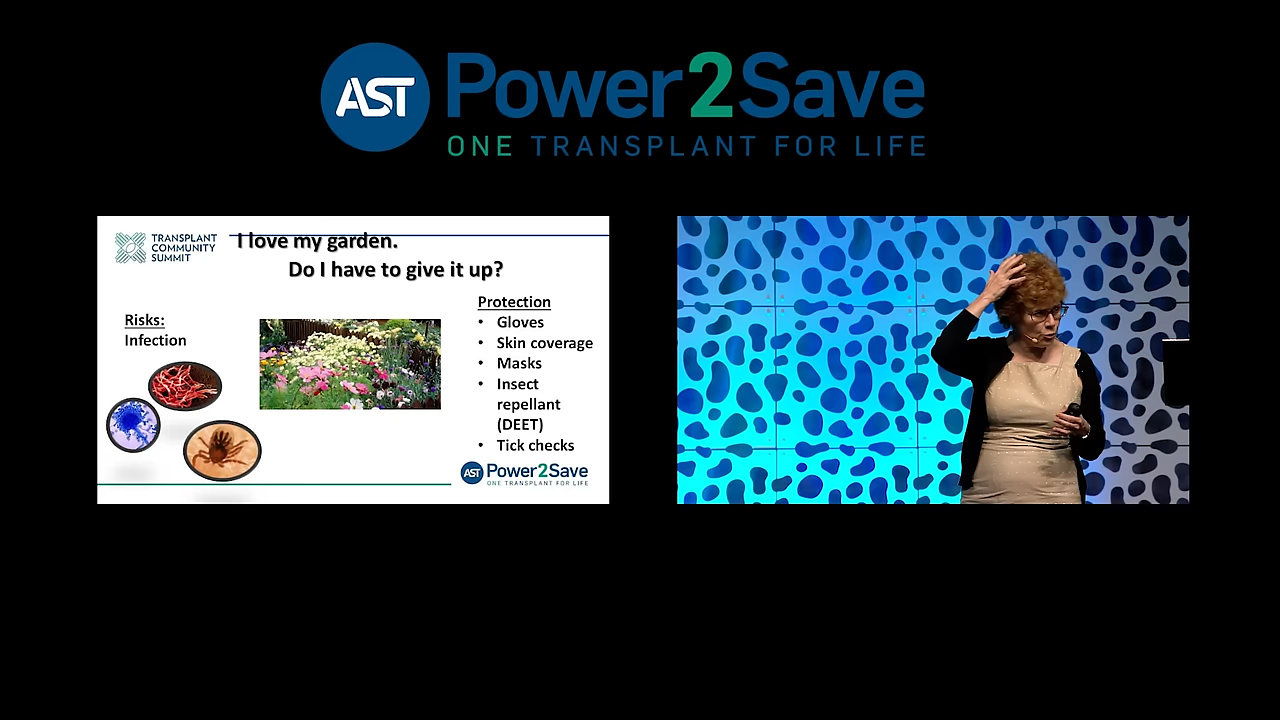 AST Power2Save
ONE TRANSPLANT FOR LIFE
TRANSPLANT
COMMUNITY
SUMMIT
I love my garden.
Do I have to give it up?
Risks:
Infection
Protection
• Gloves
• Skin coverage
• Masks
• Insect
repellant
(DEET)
• Tick checks
AST Power2Save
ONE TRANSPLANT FOR LIFE